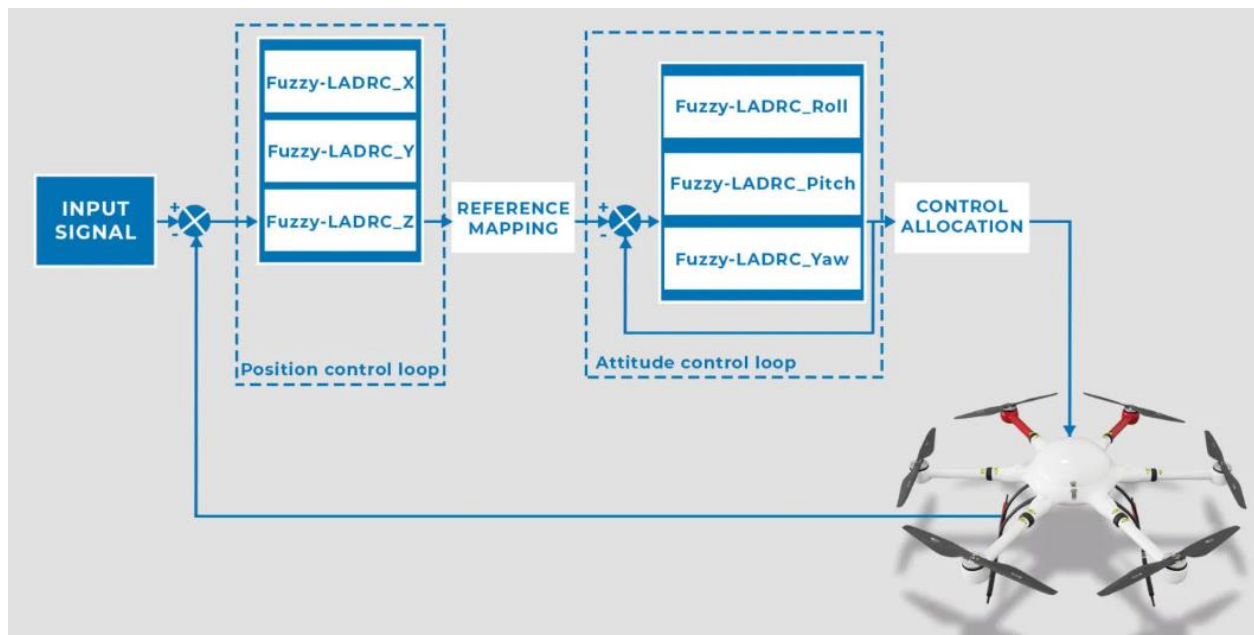 Fuzzy-LADRC_X
Fuzzy-LADRC_Y
Fuzzy-LADRC_Z
Position control loop
INPUT
SIGNAL
+
-
REFERENCE
MAPPING
+
-
Fuzzy-LADRC_Roll
Fuzzy-LADRC_Pitch
Fuzzy-LADRC_Yaw
Attitude control loop
CONTROL
ALLOCATION